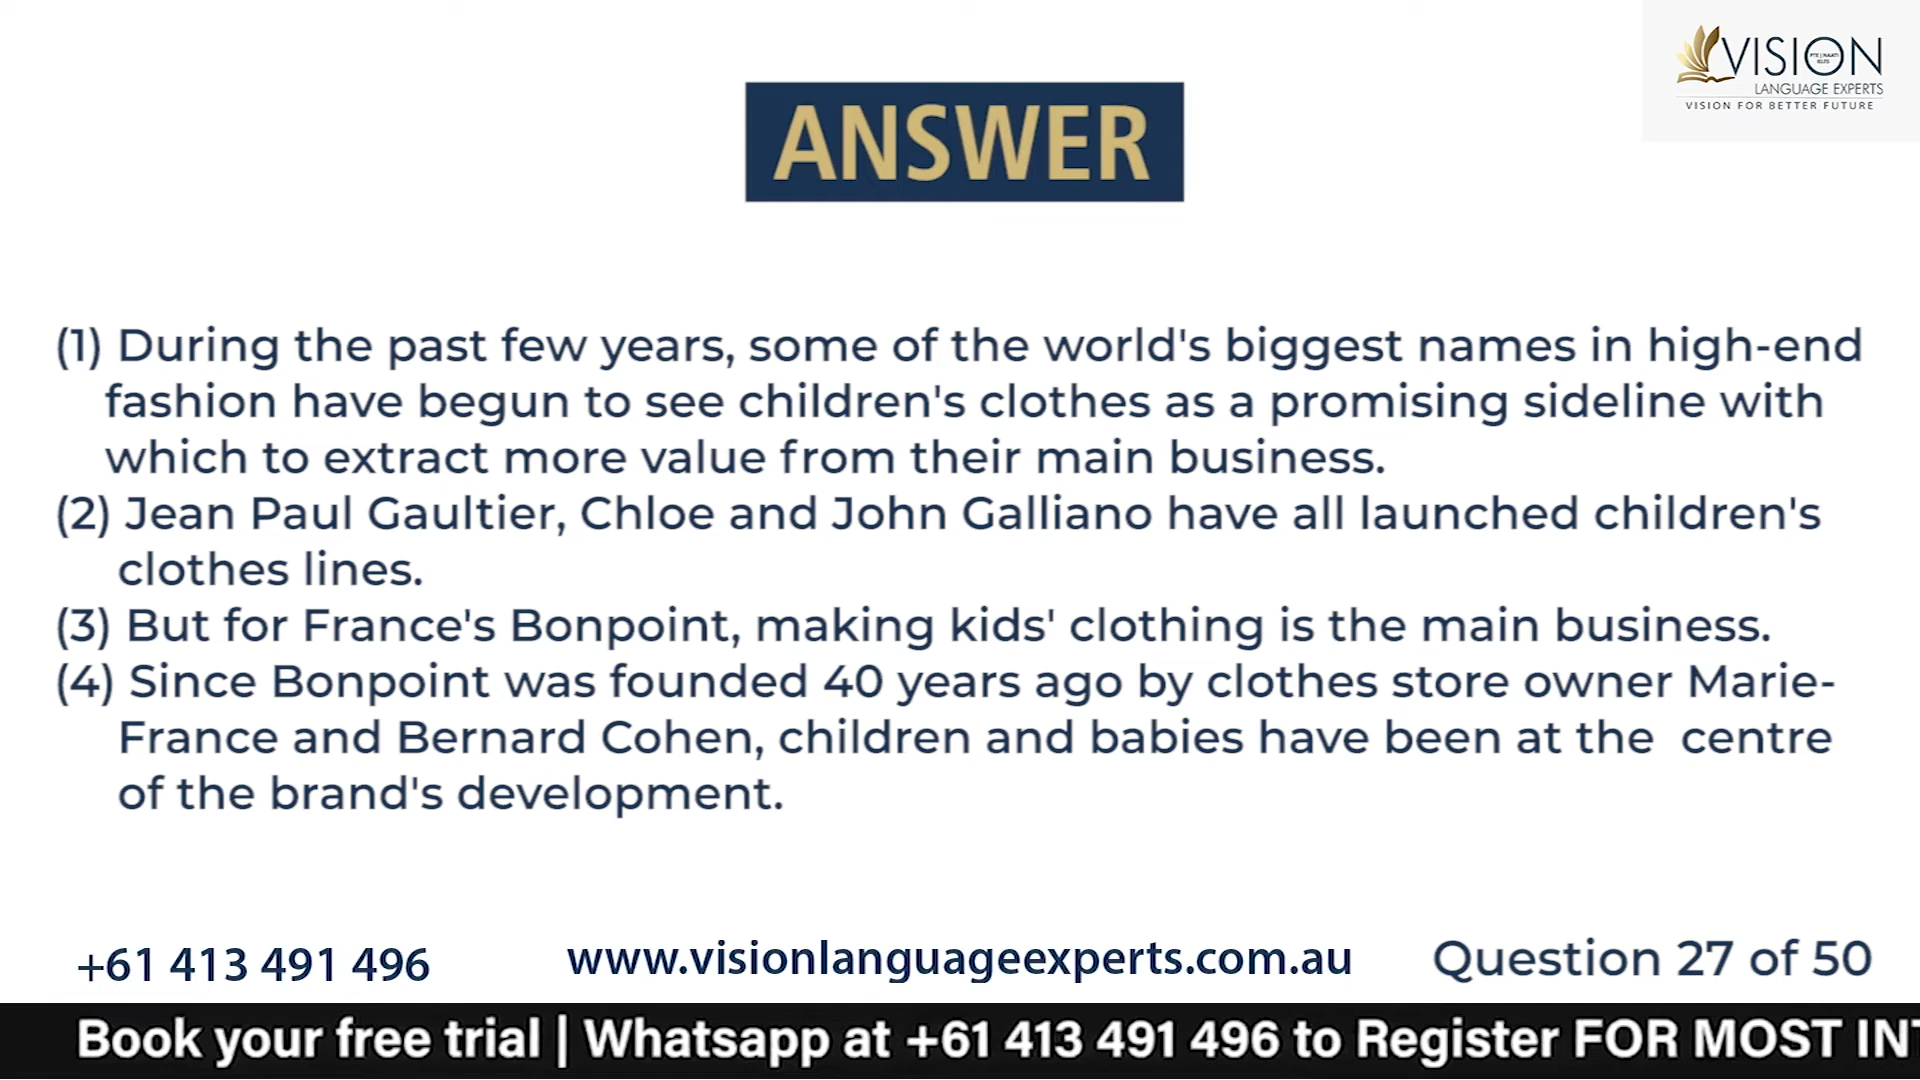 VISION
PTE | NAATI
IELTS
LANGUAGE EXPERTS
VISION FOR BETTER FUTURE
ANSWER
(1) During the past few years, some of the world's biggest names in high-end
fashion have begun to see children's clothes as a promising sideline with
which to extract more value from their main business.
(2) Jean Paul Gaultier, Chloe and John Galliano have all launched children's
clothes lines.
(3) But for France's Bonpoint, making kids' clothing is the main business.
(4) Since Bonpoint was founded 40 years ago by clothes store owner Marie-
France and Bernard Cohen, children and babies have been at the centre
of the brand's development.
+61 413 491 496
www.visionlanguageexperts.com.au
Question 27 of 50
Book your free trial | Whatsapp at +61 413 491 496 to Register FOR MOST INT